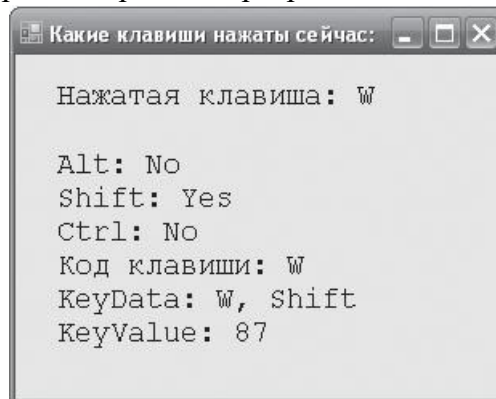 Какие клавиши нажаты сейчас:
Нажатая клавиша: W
Alt: No
Shift: Yes
Ctrl: No
Код клавиши: W
KeyData: W, Shift
KeyValue: 87